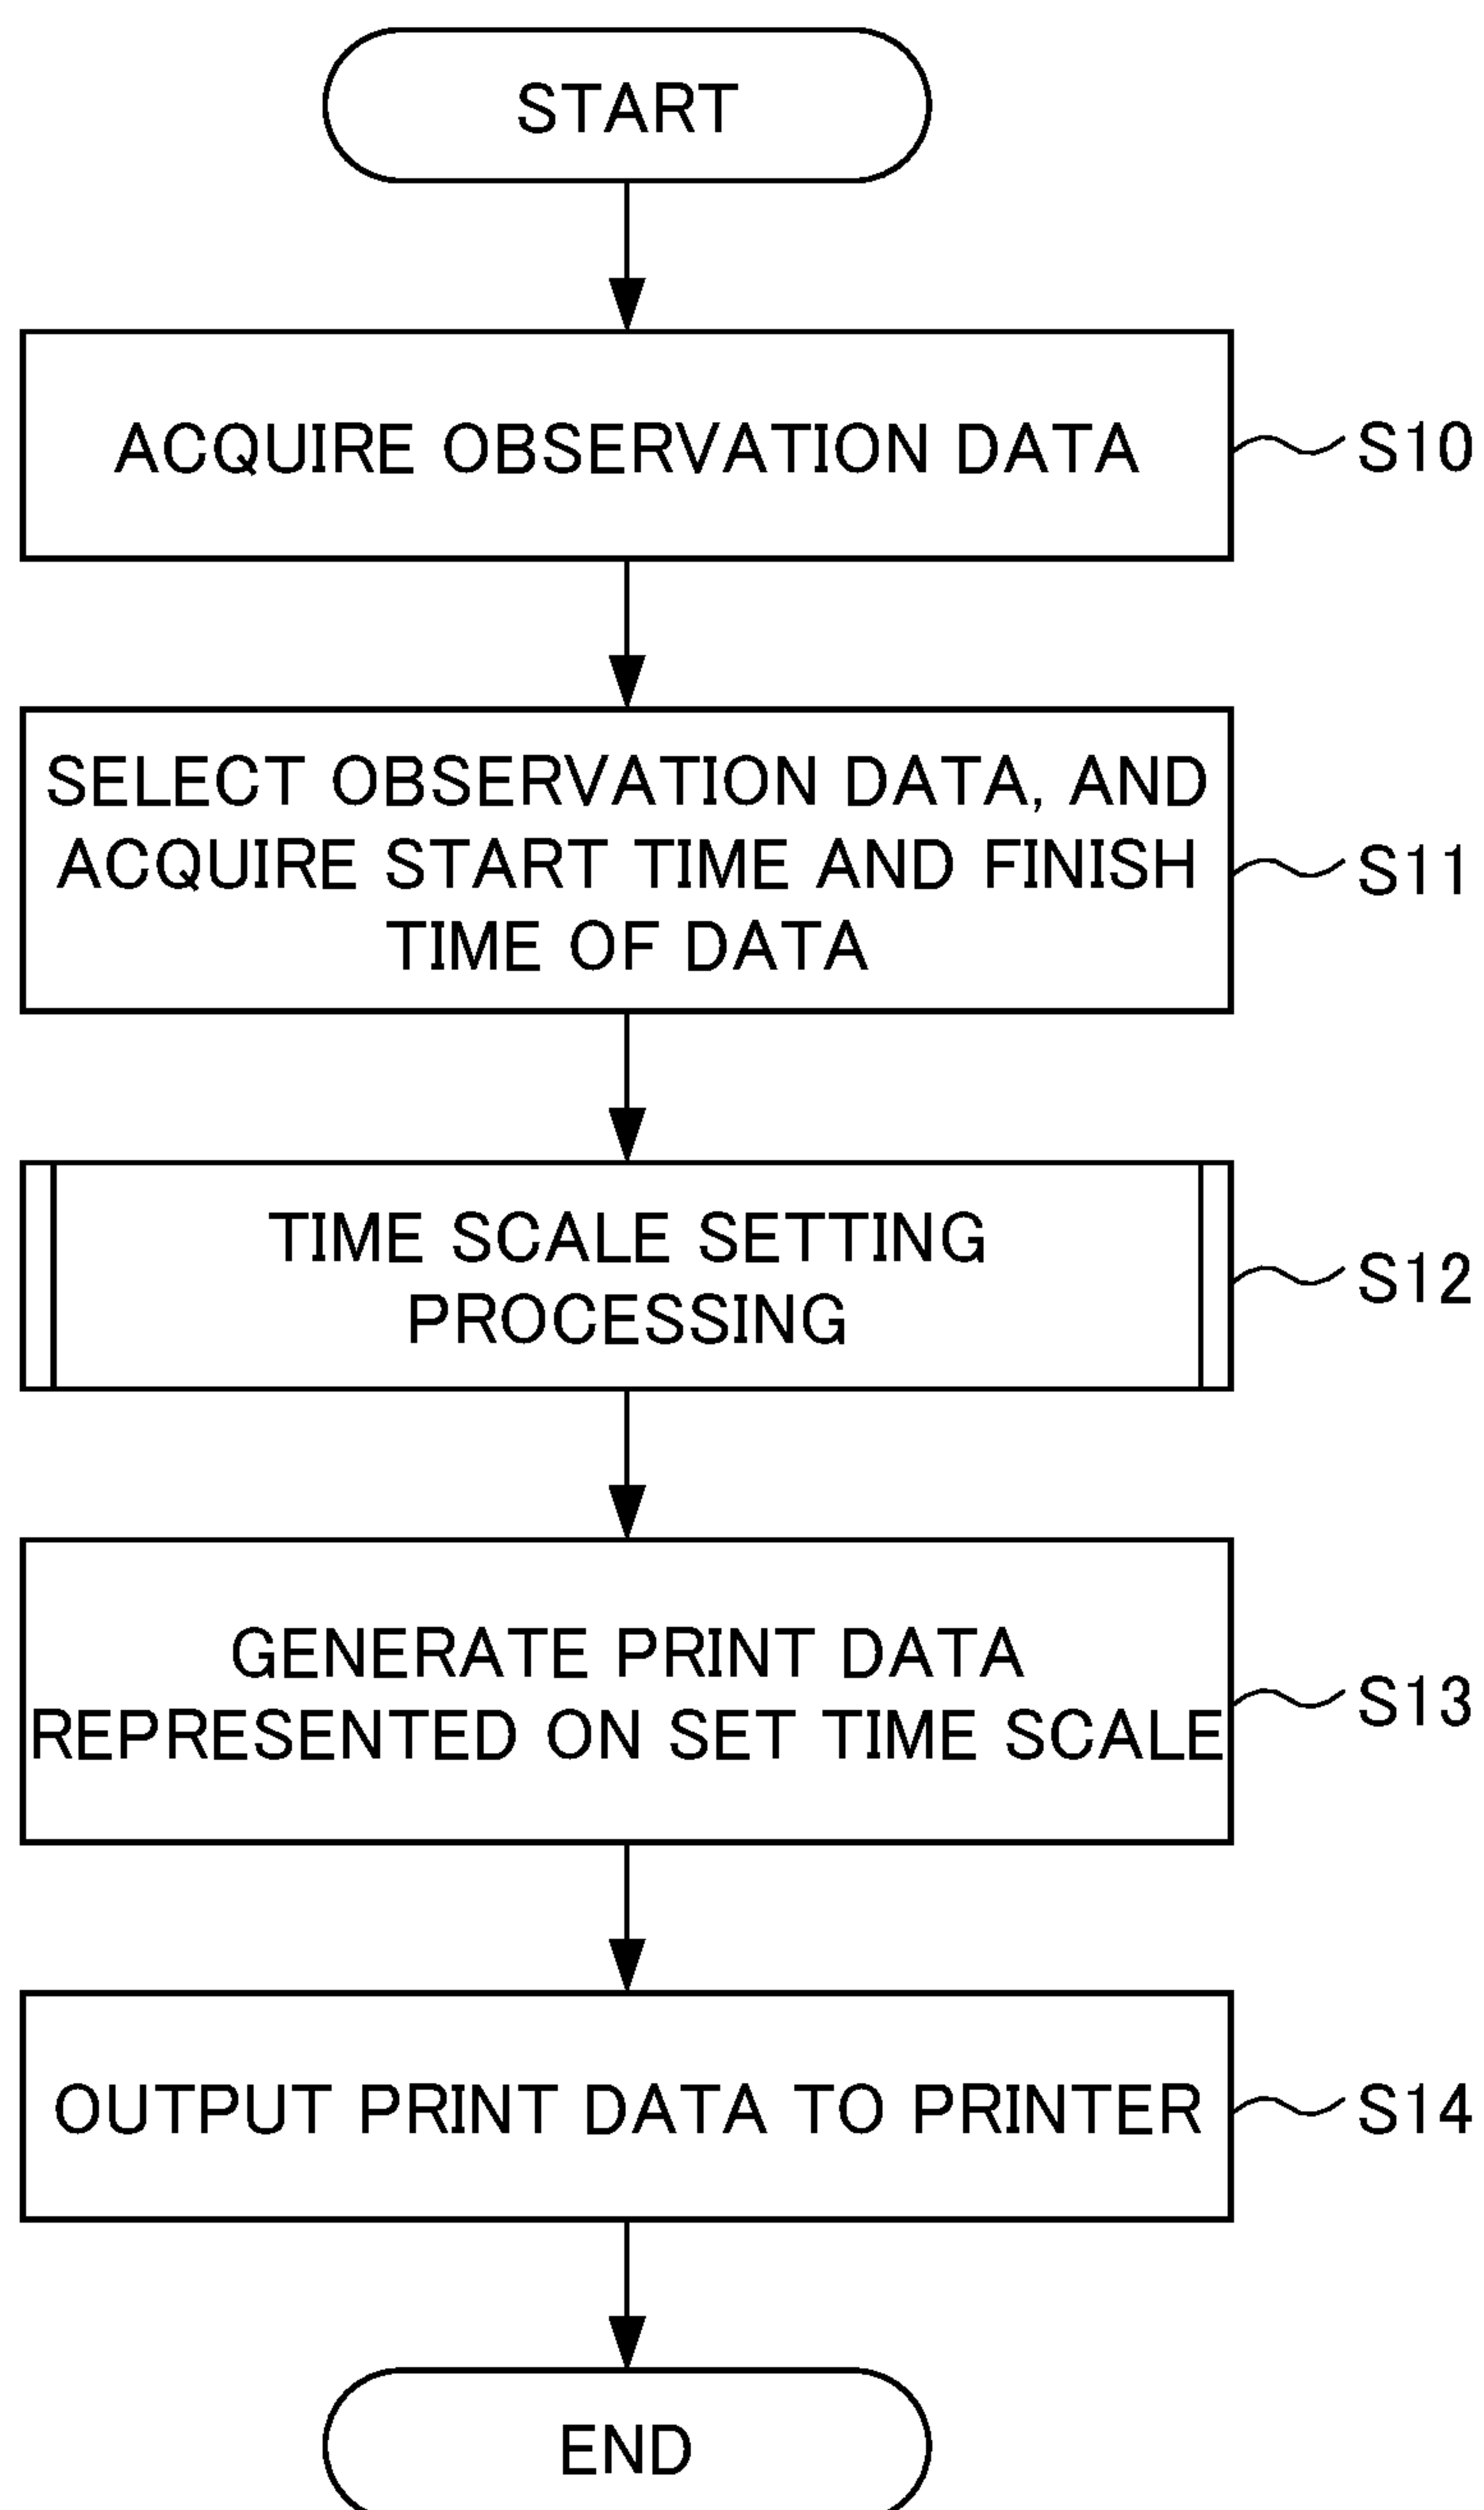 START
ACQUIRE OBSERVATION DATA
S10
SELECT OBSERVATION DATA, AND
ACQUIRE START TIME AND FINISH
TIME OF DATA
S11
TIME SCALE SETTING
PROCESSING
S12
GENERATE PRINT DATA
REPRESENTED ON SET TIME SCALE
S13
OUTPUT PRINT DATA TO PRINTER
S14
END